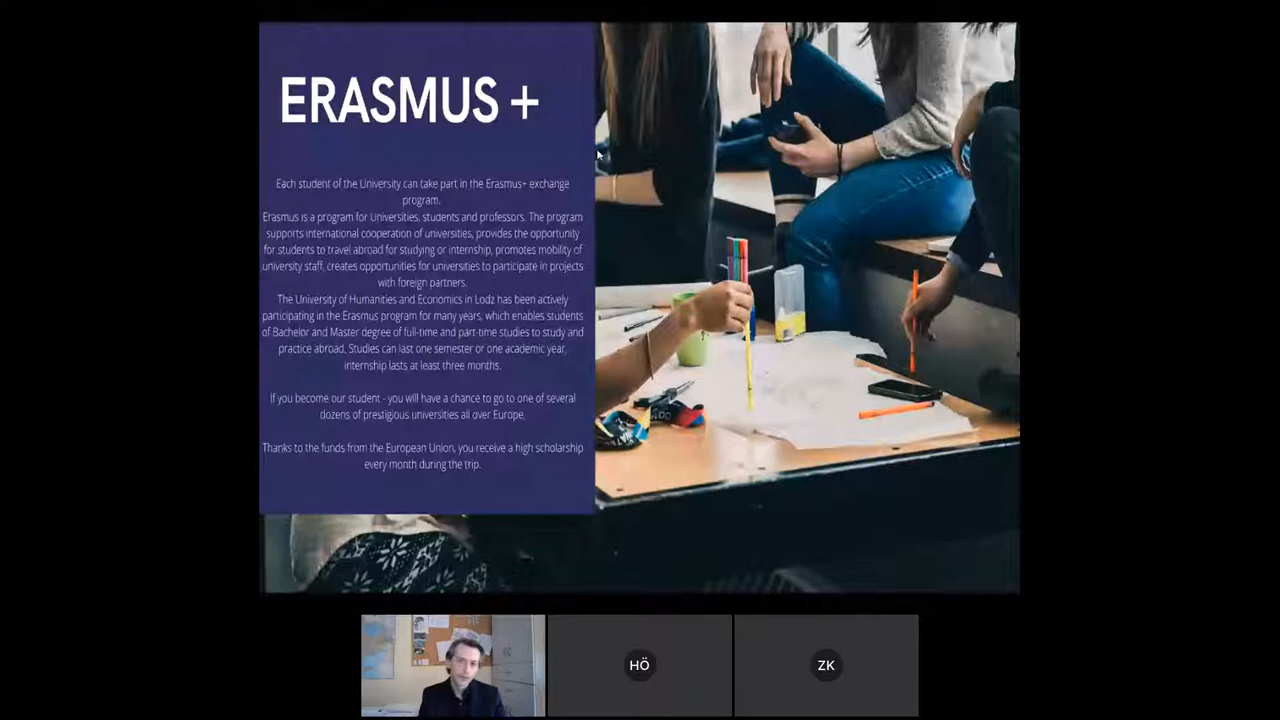 ERASMUS +
Each student of the University can take part in the Erasmus+ exchange
program.
Erasmus is a program for Universities, students and professors. The program
supports international cooperation of universities, provides the opportunity
for students to travel abroad for studying or internship, promotes mobility of
university staff, creates opportunities for universities to participate in projects
with foreign partners.
The University of Humanities and Economics in Lodz has been actively
participating in the Erasmus program for many years, which enables students
of Bachelor and Master degree of full-time and part-time studies to study and
practice abroad. Studies can last one semester or one academic year,
internship lasts at least three months.
If you become our student - you will have a chance to go to one of several
dozens of prestigious universities all over Europe.
Thanks to the funds from the European Union, you receive a high scholarship
every month during the trip.
HÖ
ZK